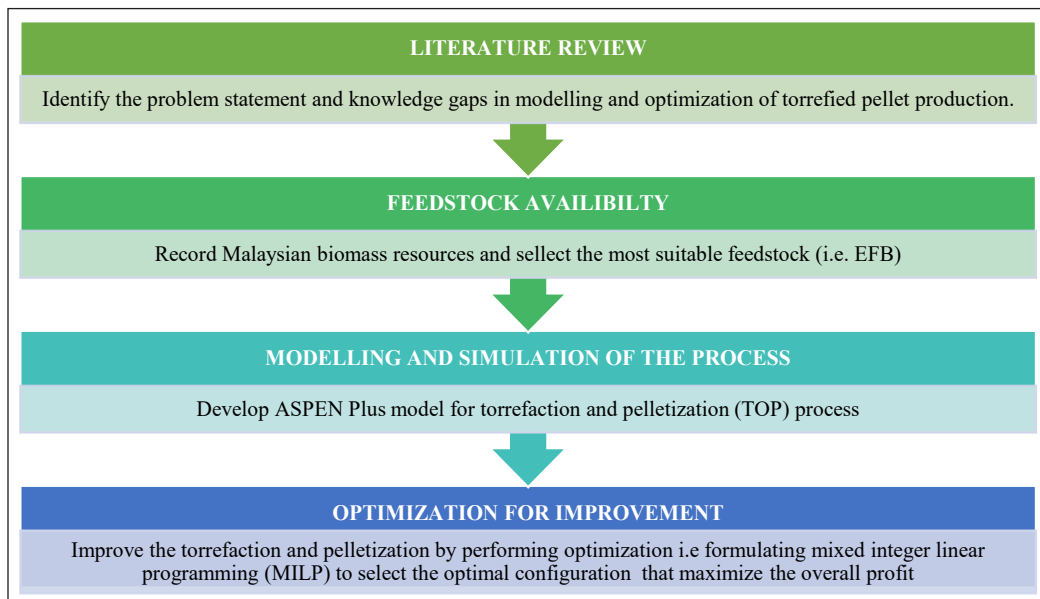 LITERATURE REVIEW
Identify the problem statement and knowledge gaps in modelling and optimization of torrefied pellet production.
FEEDSTOCK AVAILIBILTY
Record Malaysian biomass resources and sellect the most suitable feedstock (i.e. EFB)
MODELLING AND SIMULATION OF THE PROCESS
Develop ASPEN Plus model for torrefaction and pelletization (TOP) process
OPTIMIZATION FOR IMPROVEMENT
Improve the torrefaction and pelletization by performing optimization i.e formulating mixed integer linear
programming (MILP) to select the optimal configuration that maximize the overall profit